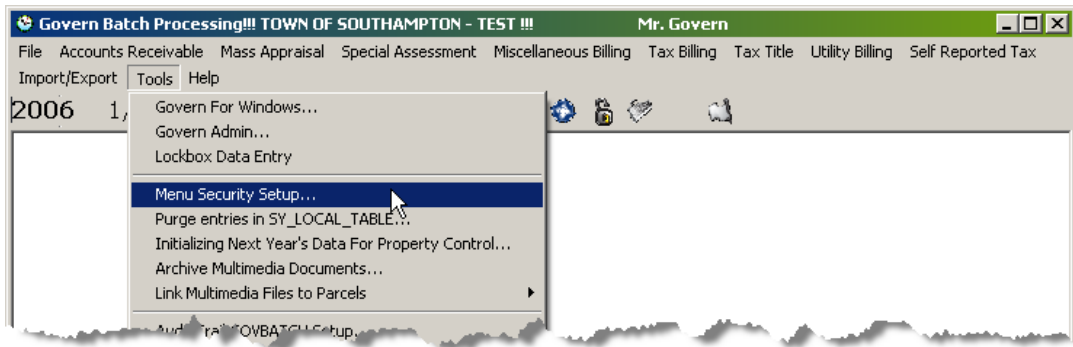 Govern Batch Processing!!! TOWN OF SOUTHAMPTON - TEST !!! Mr. Govern
File Accounts Receivable Mass Appraisal Special Assessment Miscellaneous Billing Tax Billing Tax Title Utility Billing Self Reported Tax
Import/Export Tools Help
2006 1,
Govern For Windows...
Govern Admin...
Lockbox Data Entry
Menu Security Setup...
Purge entries in SY_LOCAL_TABLE...
Initializing Next Year's Data For Property Control...
Archive Multimedia Documents...
Link Multimedia Files to Parcels
Setup...